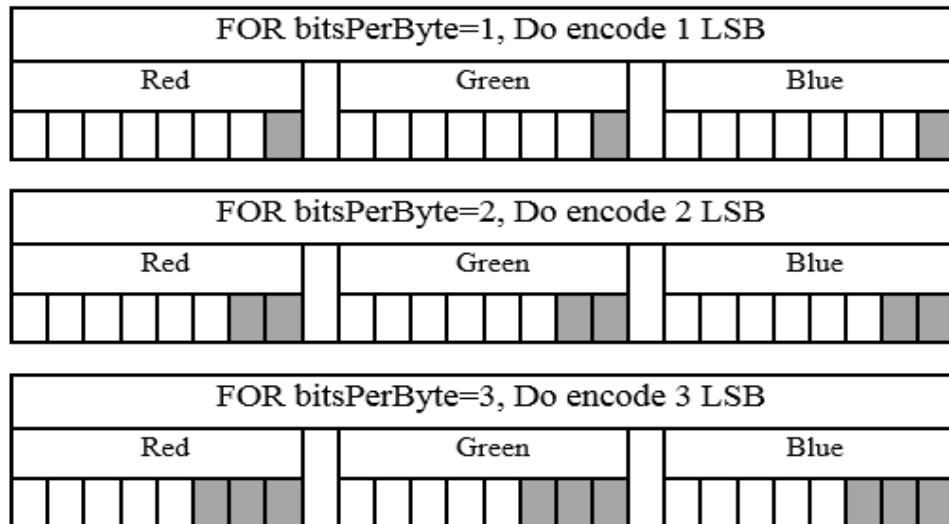 FOR bitsPerByte=1, Do encode 1 LSB
Red Green Blue
FOR bitsPerByte=2, Do encode 2 LSB
Red Green Blue
FOR bitsPerByte=3, Do encode 3 LSB
Red Green Blue